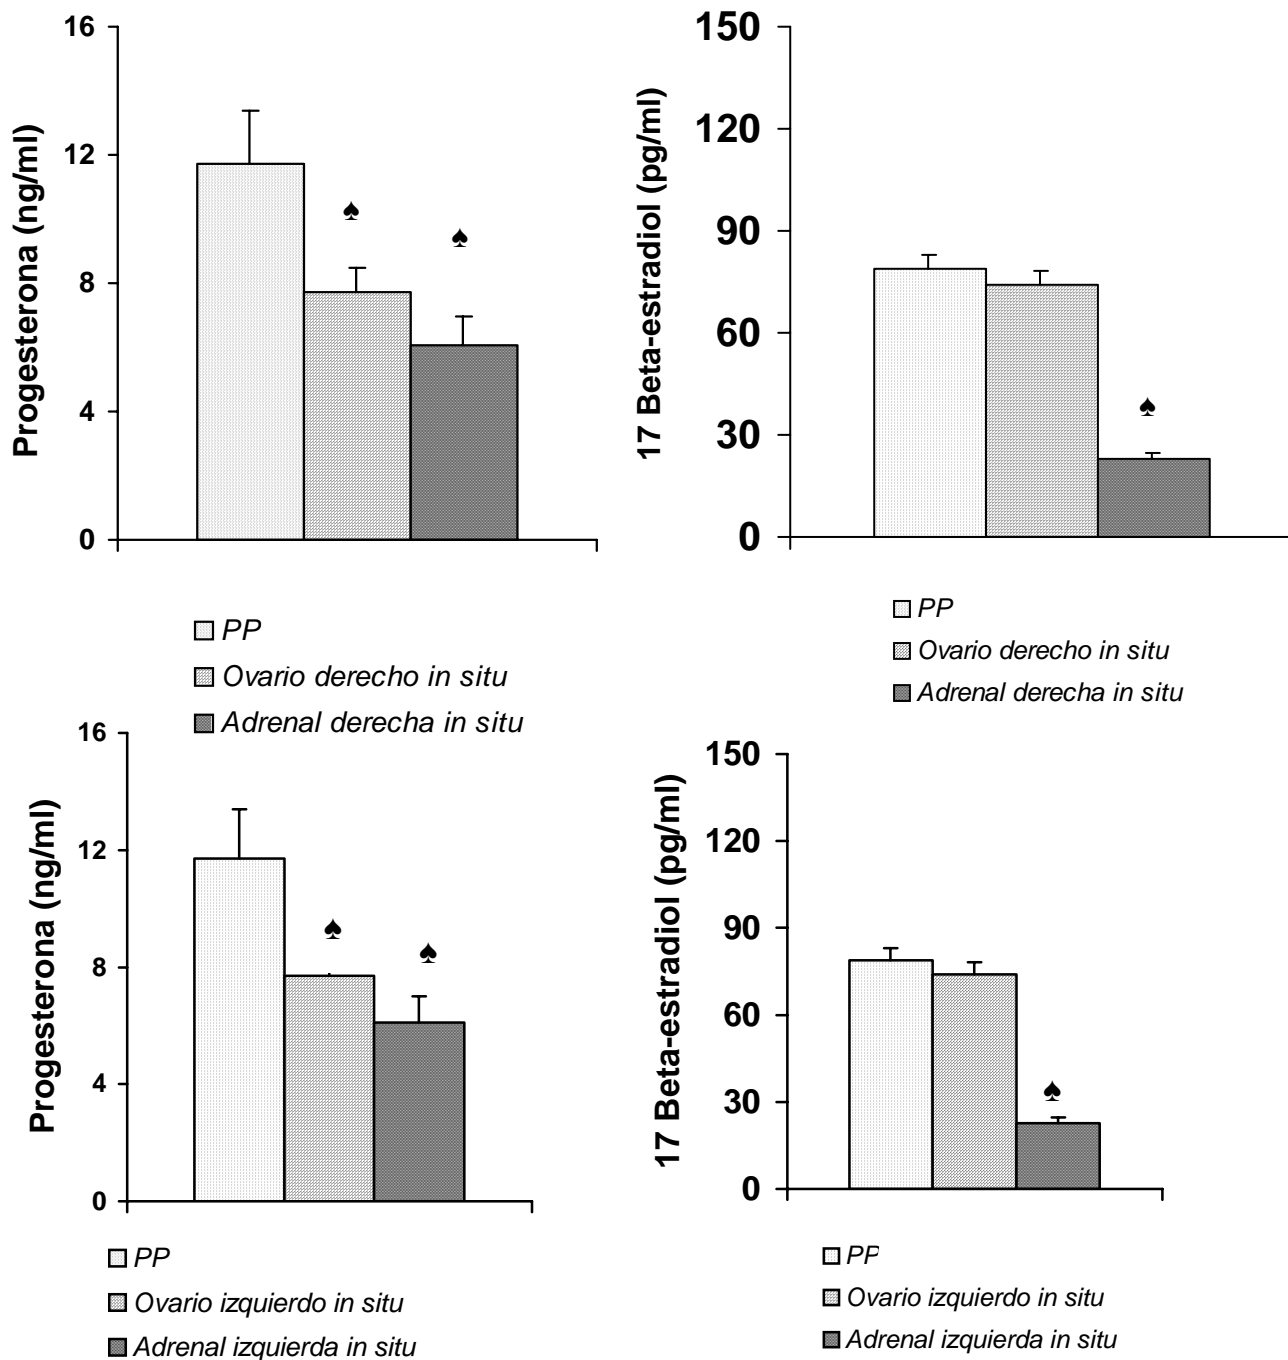 Progesterona (ng/ml)
16
12
8
4
0
♠
♠
PP
Ovario derecho in situ
Adrenal derecha in situ
17 Beta-estradiol (pg/ml)
150
120
90
60
30
0
♠
PP
Ovario derecho in situ
Adrenal derecha in situ
Progesterona (ng/ml)
16
12
8
4
0
♠
♠
PP
Ovario izquierdo in situ
Adrenal izquierda in situ
17 Beta-estradiol (pg/ml)
150
120
90
60
30
0
♠
PP
Ovario izquierdo in situ
Adrenal izquierda in situ